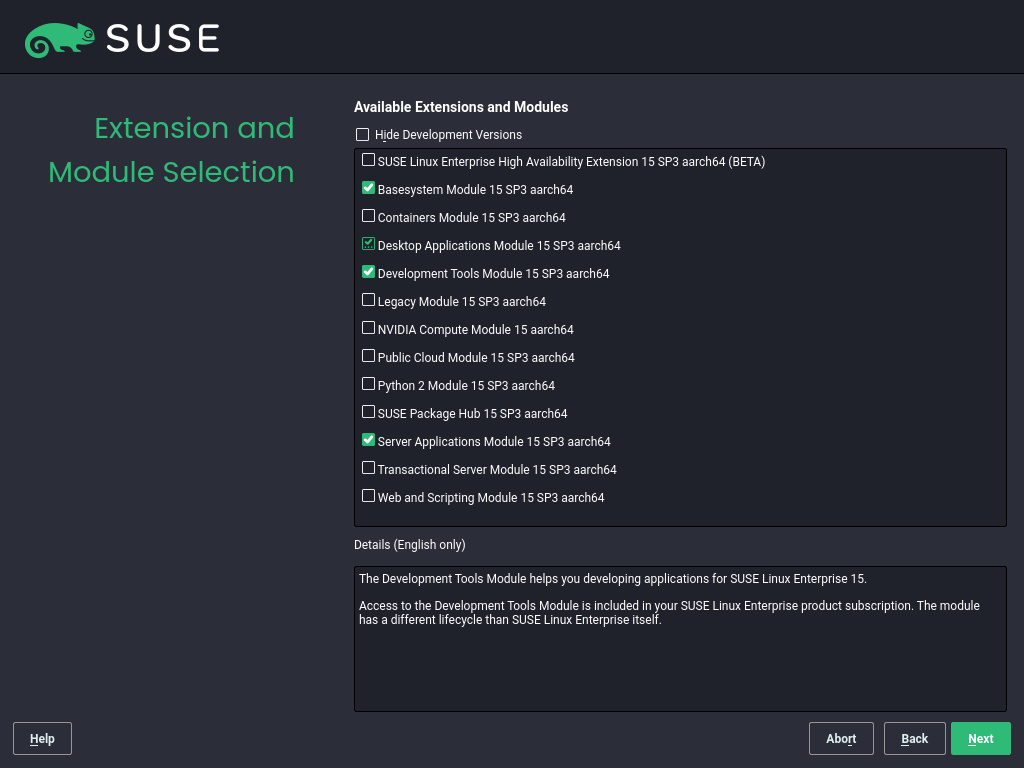 SUSE
Extension and
Module Selection
Available Extensions and Modules
Hide Development Versions
SUSE Linux Enterprise High Availability Extension 15 SP3 aarch64 (BETA)
Basesystem Module 15 SP3 aarch64
Containers Module 15 SP3 aarch64
Desktop Applications Module 15 SP3 aarch64
Development Tools Module 15 SP3 aarch64
Legacy Module 15 SP3 aarch64
NVIDIA Compute Module 15 aarch64
Public Cloud Module 15 SP3 aarch64
Python 2 Module 15 SP3 aarch64
SUSE Package Hub 15 SP3 aarch64
Server Applications Module 15 SP3 aarch64
Transactional Server Module 15 SP3 aarch64
Web and Scripting Module 15 SP3 aarch64
Details (English only)
The Development Tools Module helps you developing applications for SUSE Linux Enterprise 15.
Access to the Development Tools Module is included in your SUSE Linux Enterprise product subscription. The module
has a different lifecycle than SUSE Linux Enterprise itself.
Help
Abort
Back
Next